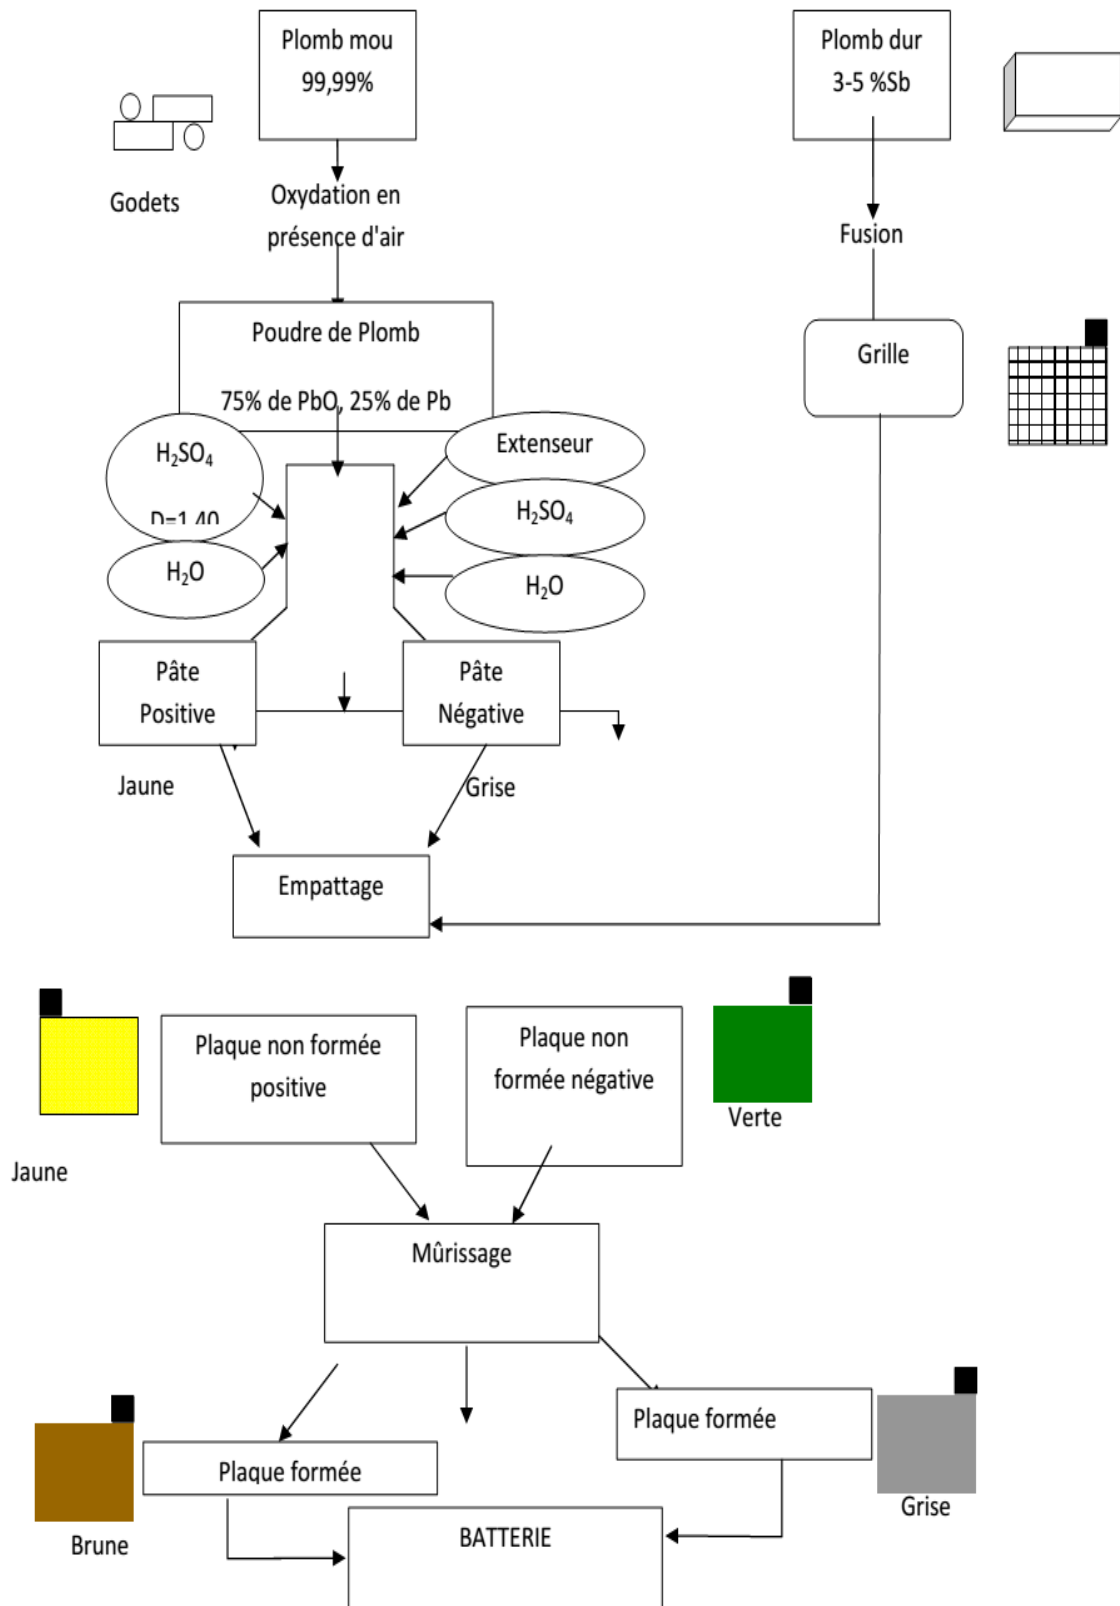 Plomb mou
99,99%
Plomb dur
3-5 %Sb
Godets
Oxydation en
présence d'air
Fusion
Poudre de Plomb
75% de PbO, 25% de Pb
Grille
H₂SO₄
D=1,40
H₂O
Extenseur
H₂SO₄
H₂O
Pâte
Positive
Pâte
Négative
Jaune
Grise
Empattage
Plaque non formée
positive
Plaque non
formée négative
Verte
Jaune
Mûrissage
Plaque formée
Plaque formée
Grise
Brune
BATTERIE